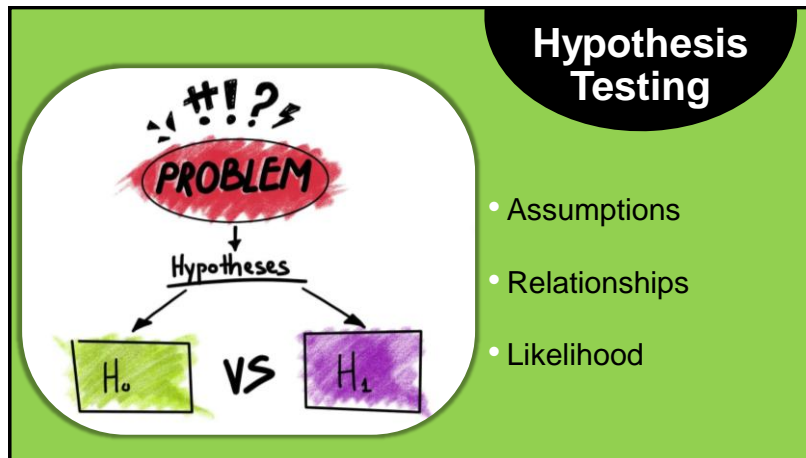 Hypothesis
Testing
!!!?
PROBLEM
Hypotheses
H₀ VS H₁
• Assumptions
• Relationships
• Likelihood